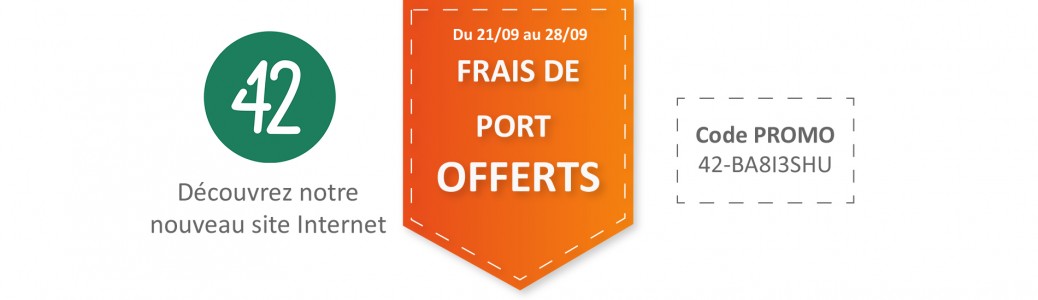 42
Découvrez notre
nouveau site Internet
Du 21/09 au 28/09
FRAIS DE
PORT
OFFERTS
Code PROMO
42-BA8I3SHU